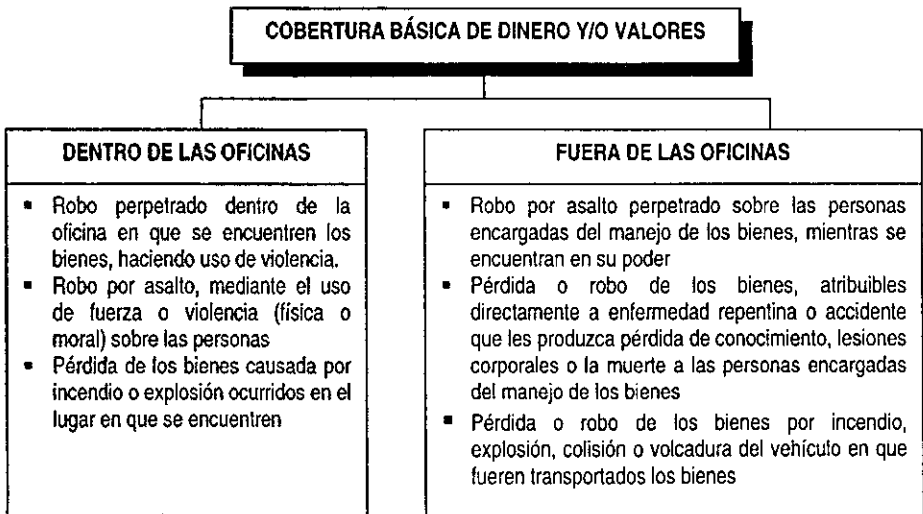 COBERTURA BÁSICA DE DINERO Y/O VALORES
DENTRO DE LAS OFICINAS
▪ Robo perpetrado dentro de la
oficina en que se encuentren los
bienes, haciendo uso de violencia.
▪ Robo por asalto, mediante el uso
de fuerza o violencia (física o
moral) sobre las personas
▪ Pérdida de los bienes causada por
incendio o explosión ocurridos en el
lugar en que se encuentren
FUERA DE LAS OFICINAS
▪ Robo por asalto perpetrado sobre las personas
encargadas del manejo de los bienes, mientras se
encuentran en su poder
▪ Pérdida o robo de los bienes, atribuibles
directamente a enfermedad repentina o accidente
que les produzca pérdida de conocimiento, lesiones
corporales o la muerte a las personas encargadas
del manejo de los bienes
▪ Pérdida o robo de los bienes por incendio,
explosión, colisión o volcadura del vehículo en que
fueren transportados los bienes